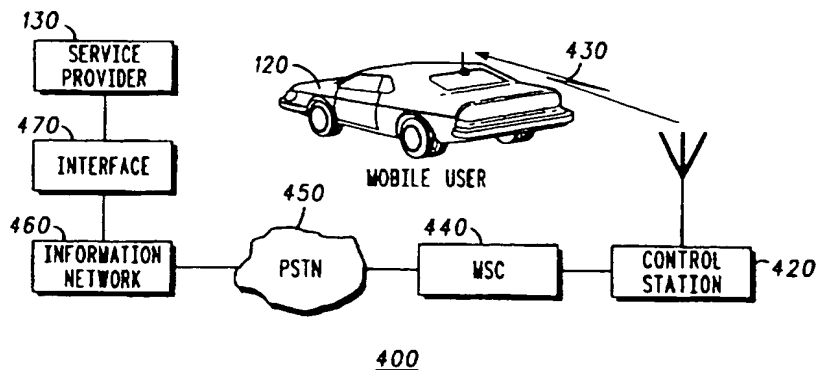 130
SERVICE
PROVIDER
470
INTERFACE
460
INFORMATION
NETWORK
120
430
MOBILE USER
450
PSTN
440
MSC
CONTROL
STATION
420
400